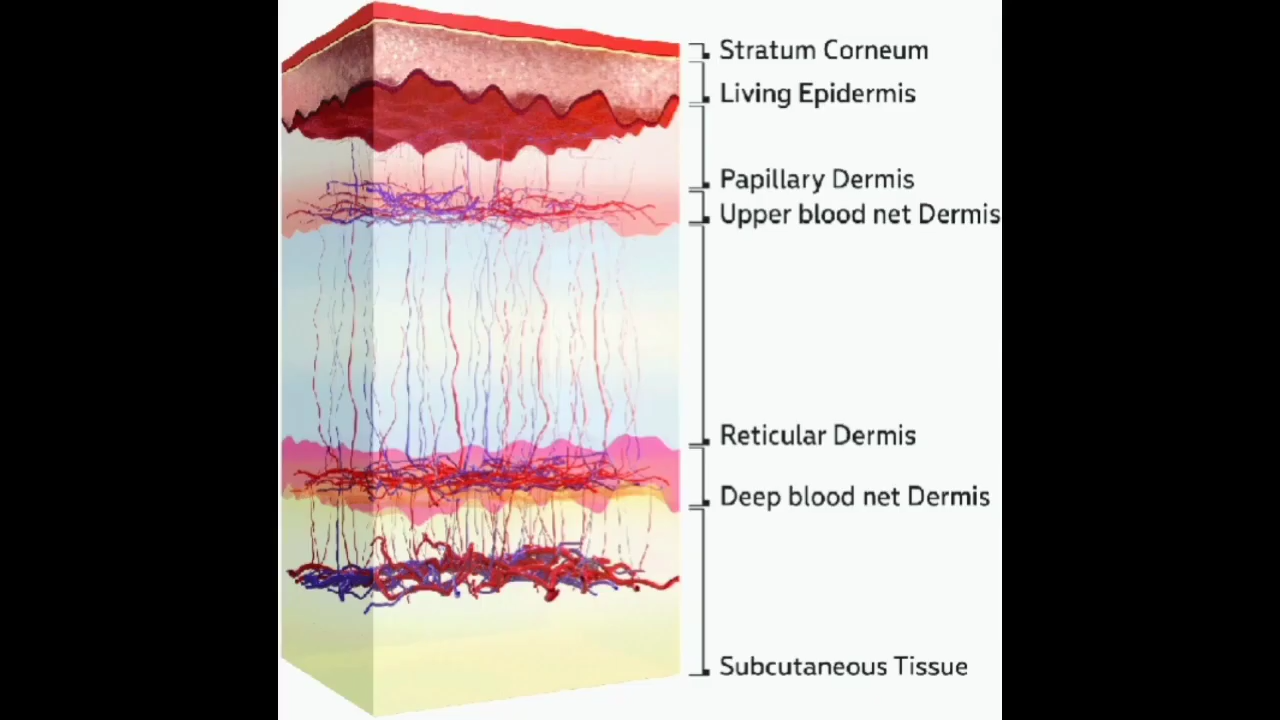 Stratum Corneum
Living Epidermis
Papillary Dermis
Upper blood net Dermis
Reticular Dermis
Deep blood net Dermis
Subcutaneous Tissue